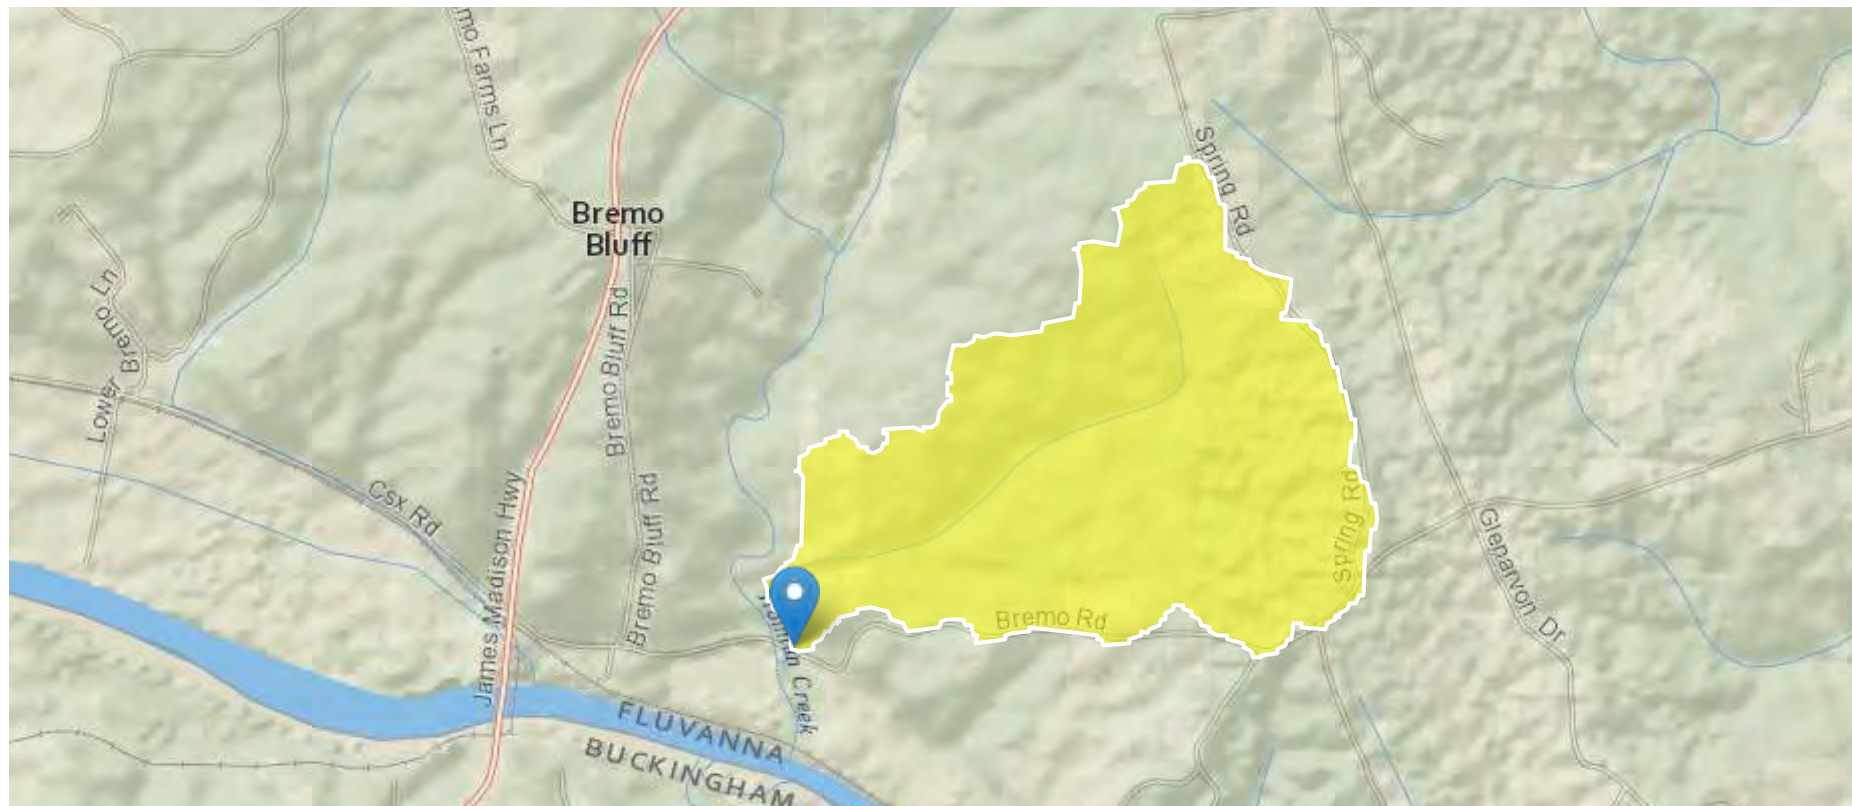 mo Farms Ln
Spring Rd
Bremo
Bluff
Lower Bremo Ln
Bremo Bluff Rd
Csx Rd
James Madison Hwy
Bremo Bluff Rd
Spring Rd
Glenarvon Dr
Bremo Rd
Creek
FLUVANNA
BUCKINGHAM